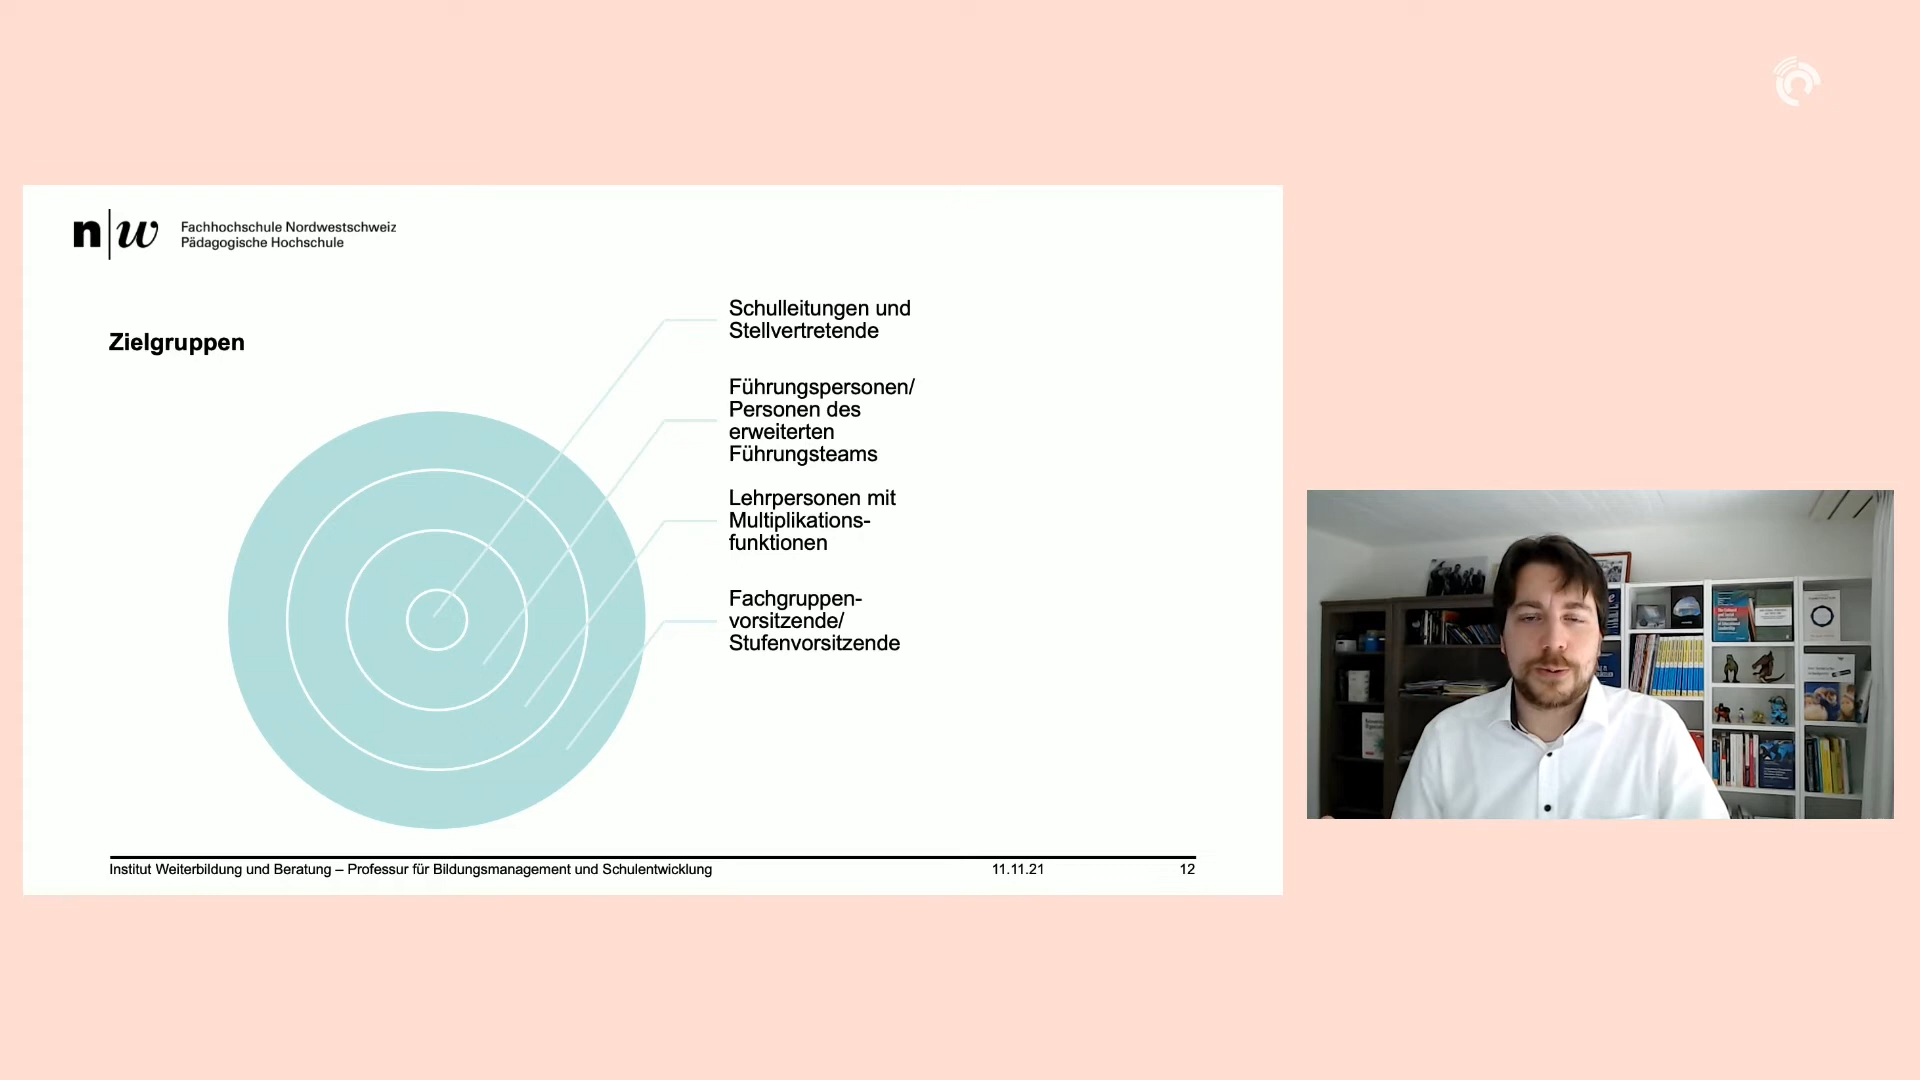 n|w
Fachhochschule Nordwestschweiz
Pädagogische Hochschule
Zielgruppen
Schulleitungen und
Stellvertretende
Führungspersonen/
Personen des
erweiterten
Führungsteams
Lehrpersonen mit
Multiplikations-
funktionen
Fachgruppen-
vorsitzende/
Stufenvorsitzende
Institut Weiterbildung und Beratung – Professur für Bildungsmanagement und Schulentwicklung
11.11.21
12